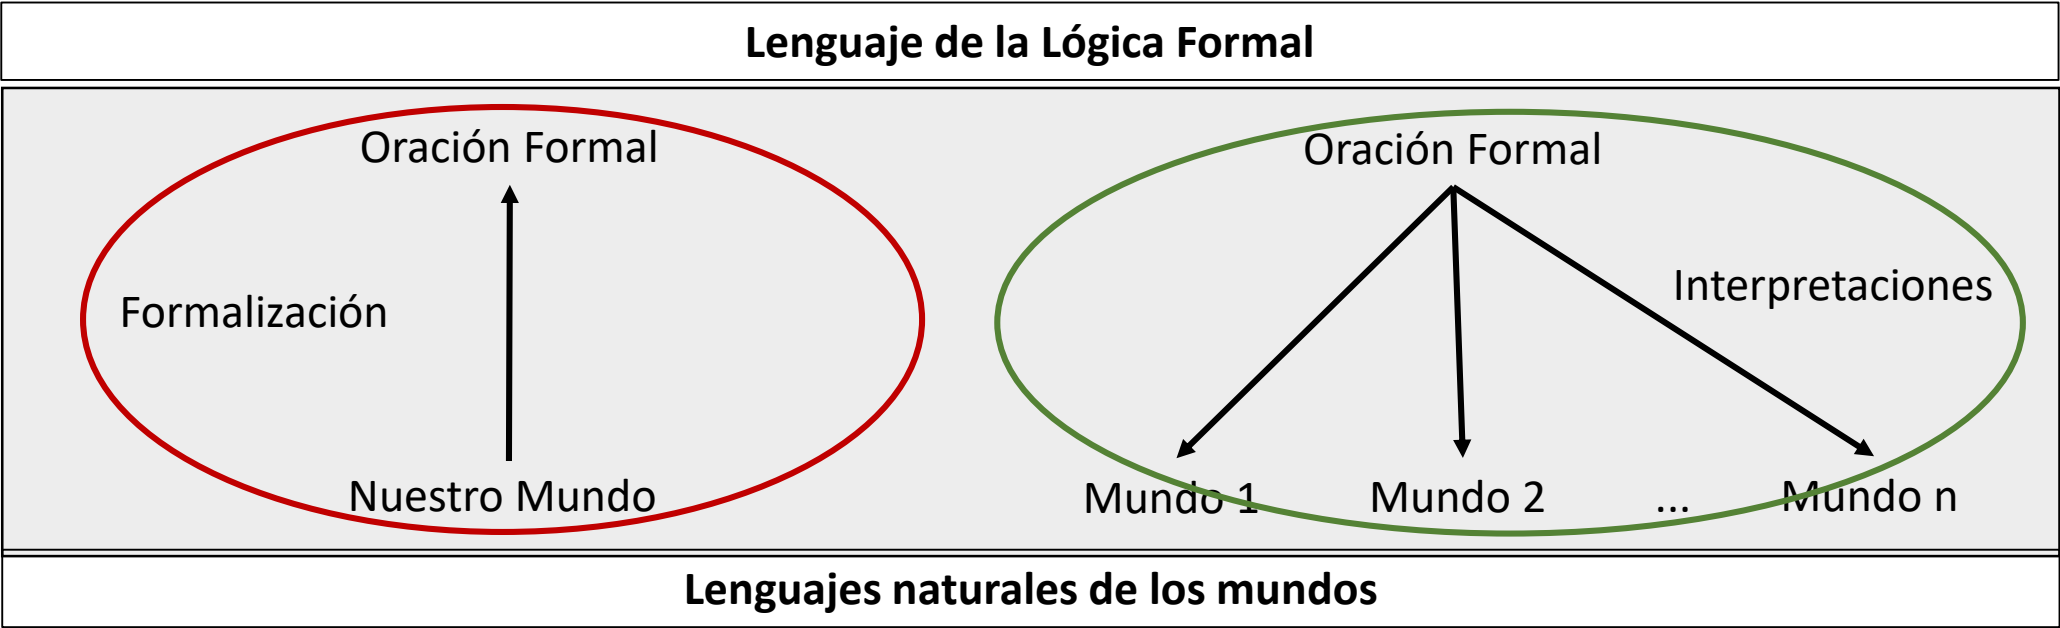 Lenguaje de la Lógica Formal
Oración Formal
Formalización
Nuestro Mundo
Oración Formal
Interpretaciones
Mundo 1
Mundo 2
...
Mundo n
Lenguajes naturales de los mundos